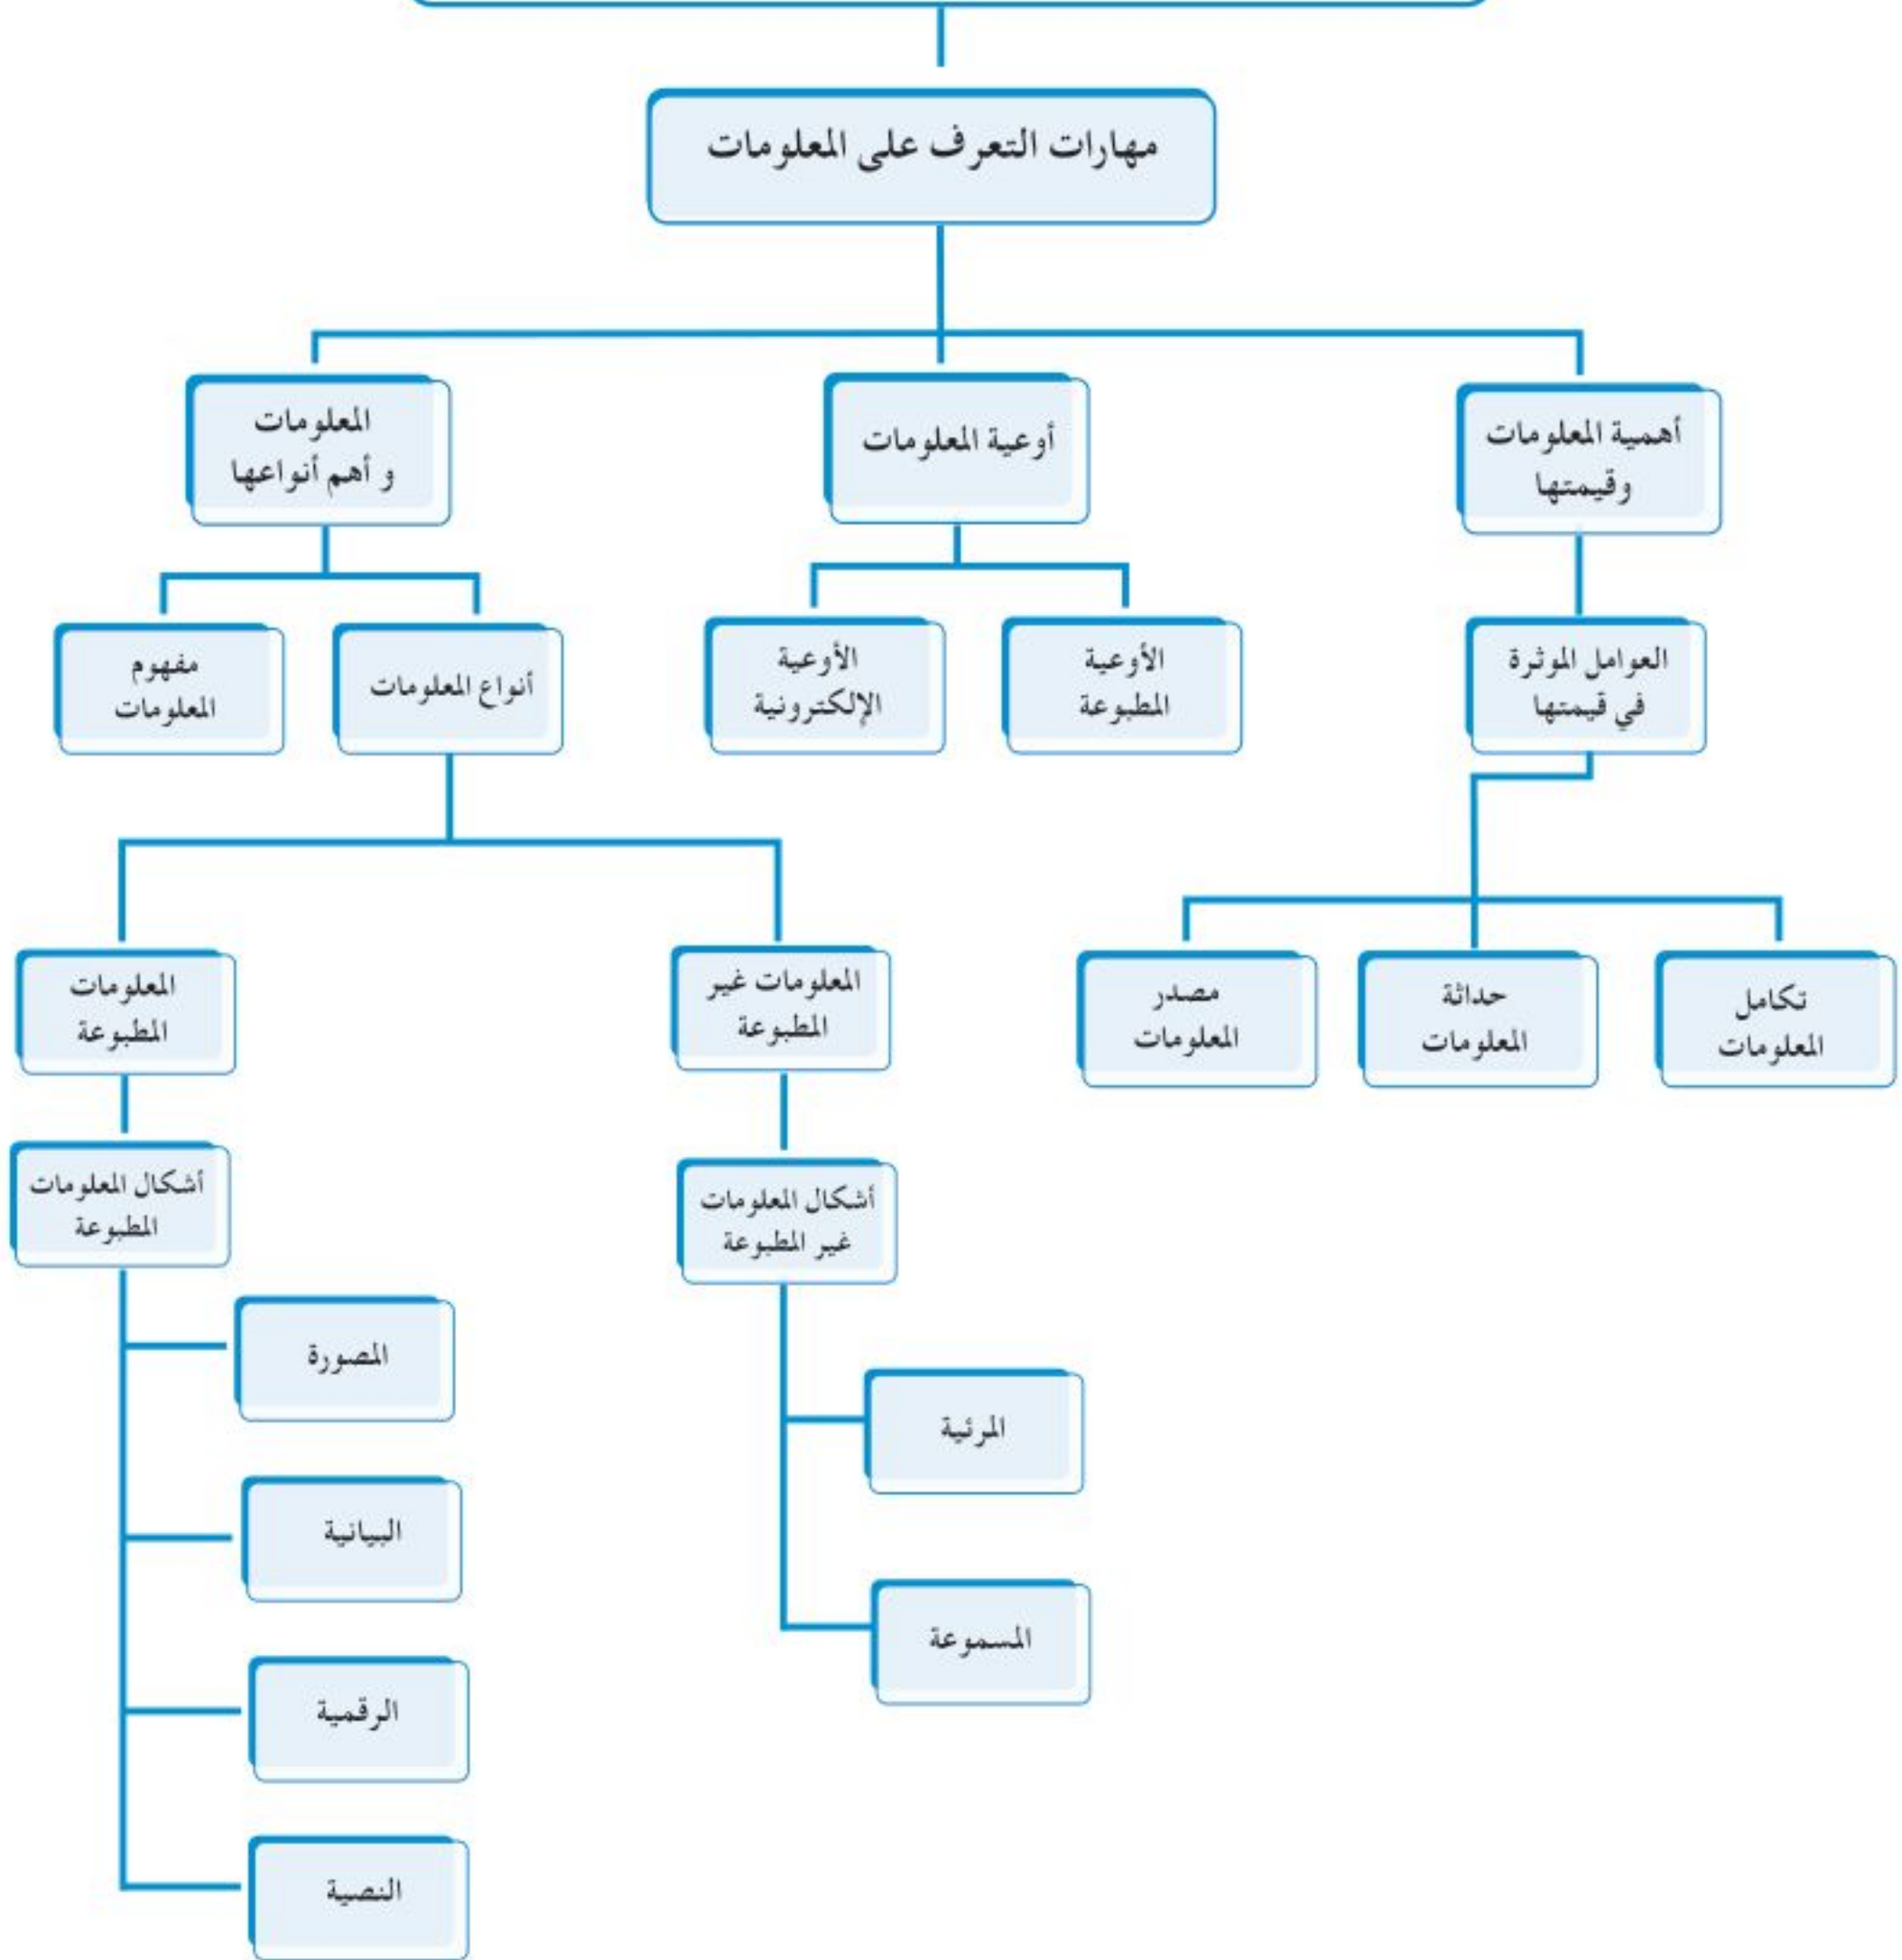 مهارات التعرف على المعلومات
أهمية المعلومات
وقيمتها
أوعية المعلومات
المعلومات
و أهم أنواعها
العوامل الموثرة
في قيمتها
الأوعية
المطبوعة
الأوعية
الإلكترونية
أنواع المعلومات
مفهوم
المعلومات
تكامل
المعلومات
حداثة
المعلومات
مصدر
المعلومات
المعلومات غير
المطبوعة
المعلومات
المطبوعة
أشكال المعلومات
غير المطبوعة
أشكال المعلومات
المطبوعة
المرئية
المسموعة
المصورة
البيانية
الرقمية
النصية